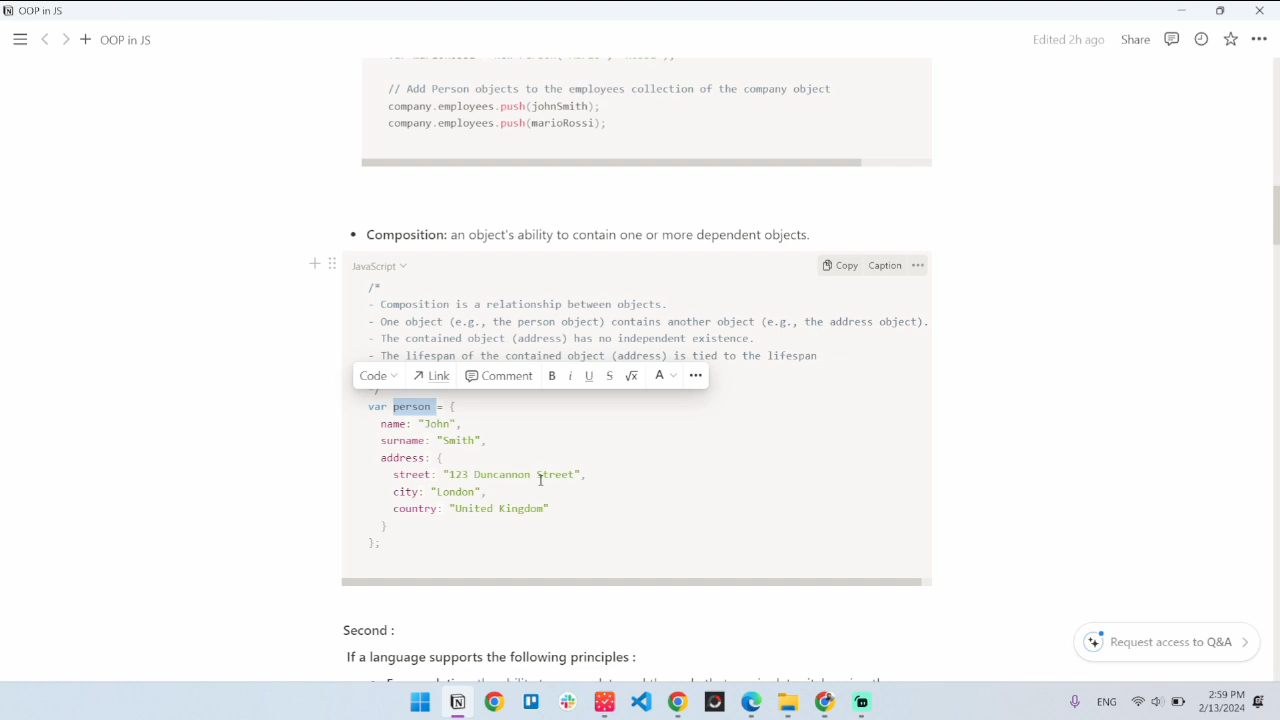 OOP in JS
OOP in JS
Edited 2h ago
Share
// Add Person objects to the employees collection of the company object
company.employees.push(johnSmith);
company.employees.push(marioRossi);
• Composition: an object's ability to contain one or more dependent objects.
JavaScript
Copy
Caption
/*
- Composition is a relationship between objects.
- One object (e.g., the person object) contains another object (e.g., the address object).
- The contained object (address) has no independent existence.
- The lifespan of the contained object (address) is tied to the lifespan
Code
Link
Comment
B
i
U
S
√x
A
*/
var person = {
name: "John",
surname: "Smith",
address: {
street: "123 Duncannon Street",
city: "London",
country: "United Kingdom"
}
};
Second :
If a language supports the following principles :
Request access to Q&A
ENG
2:59 PM
2/13/2024